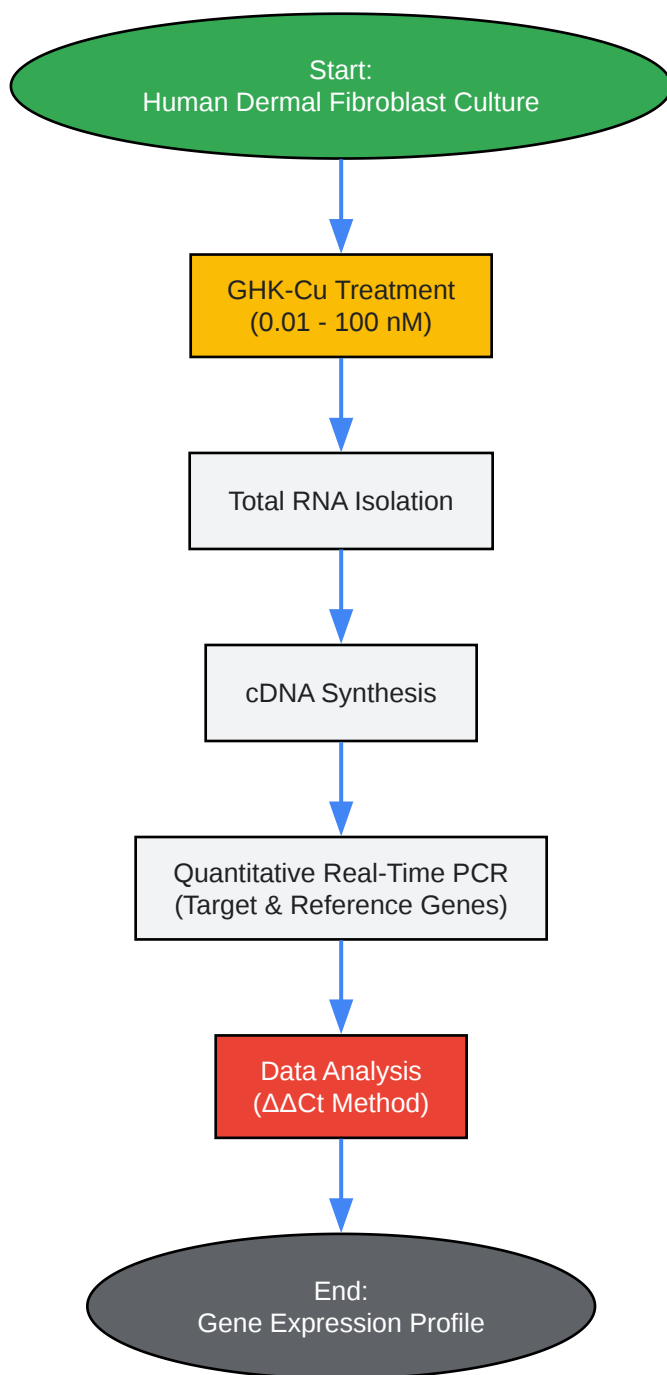 Start:
Human Dermal Fibroblast Culture
GHK-Cu Treatment
(0.01 - 100 nM)
Total RNA Isolation
cDNA Synthesis
Quantitative Real-Time PCR
(Target & Reference Genes)
Data Analysis
(ΔΔCt Method)
End:
Gene Expression Profile